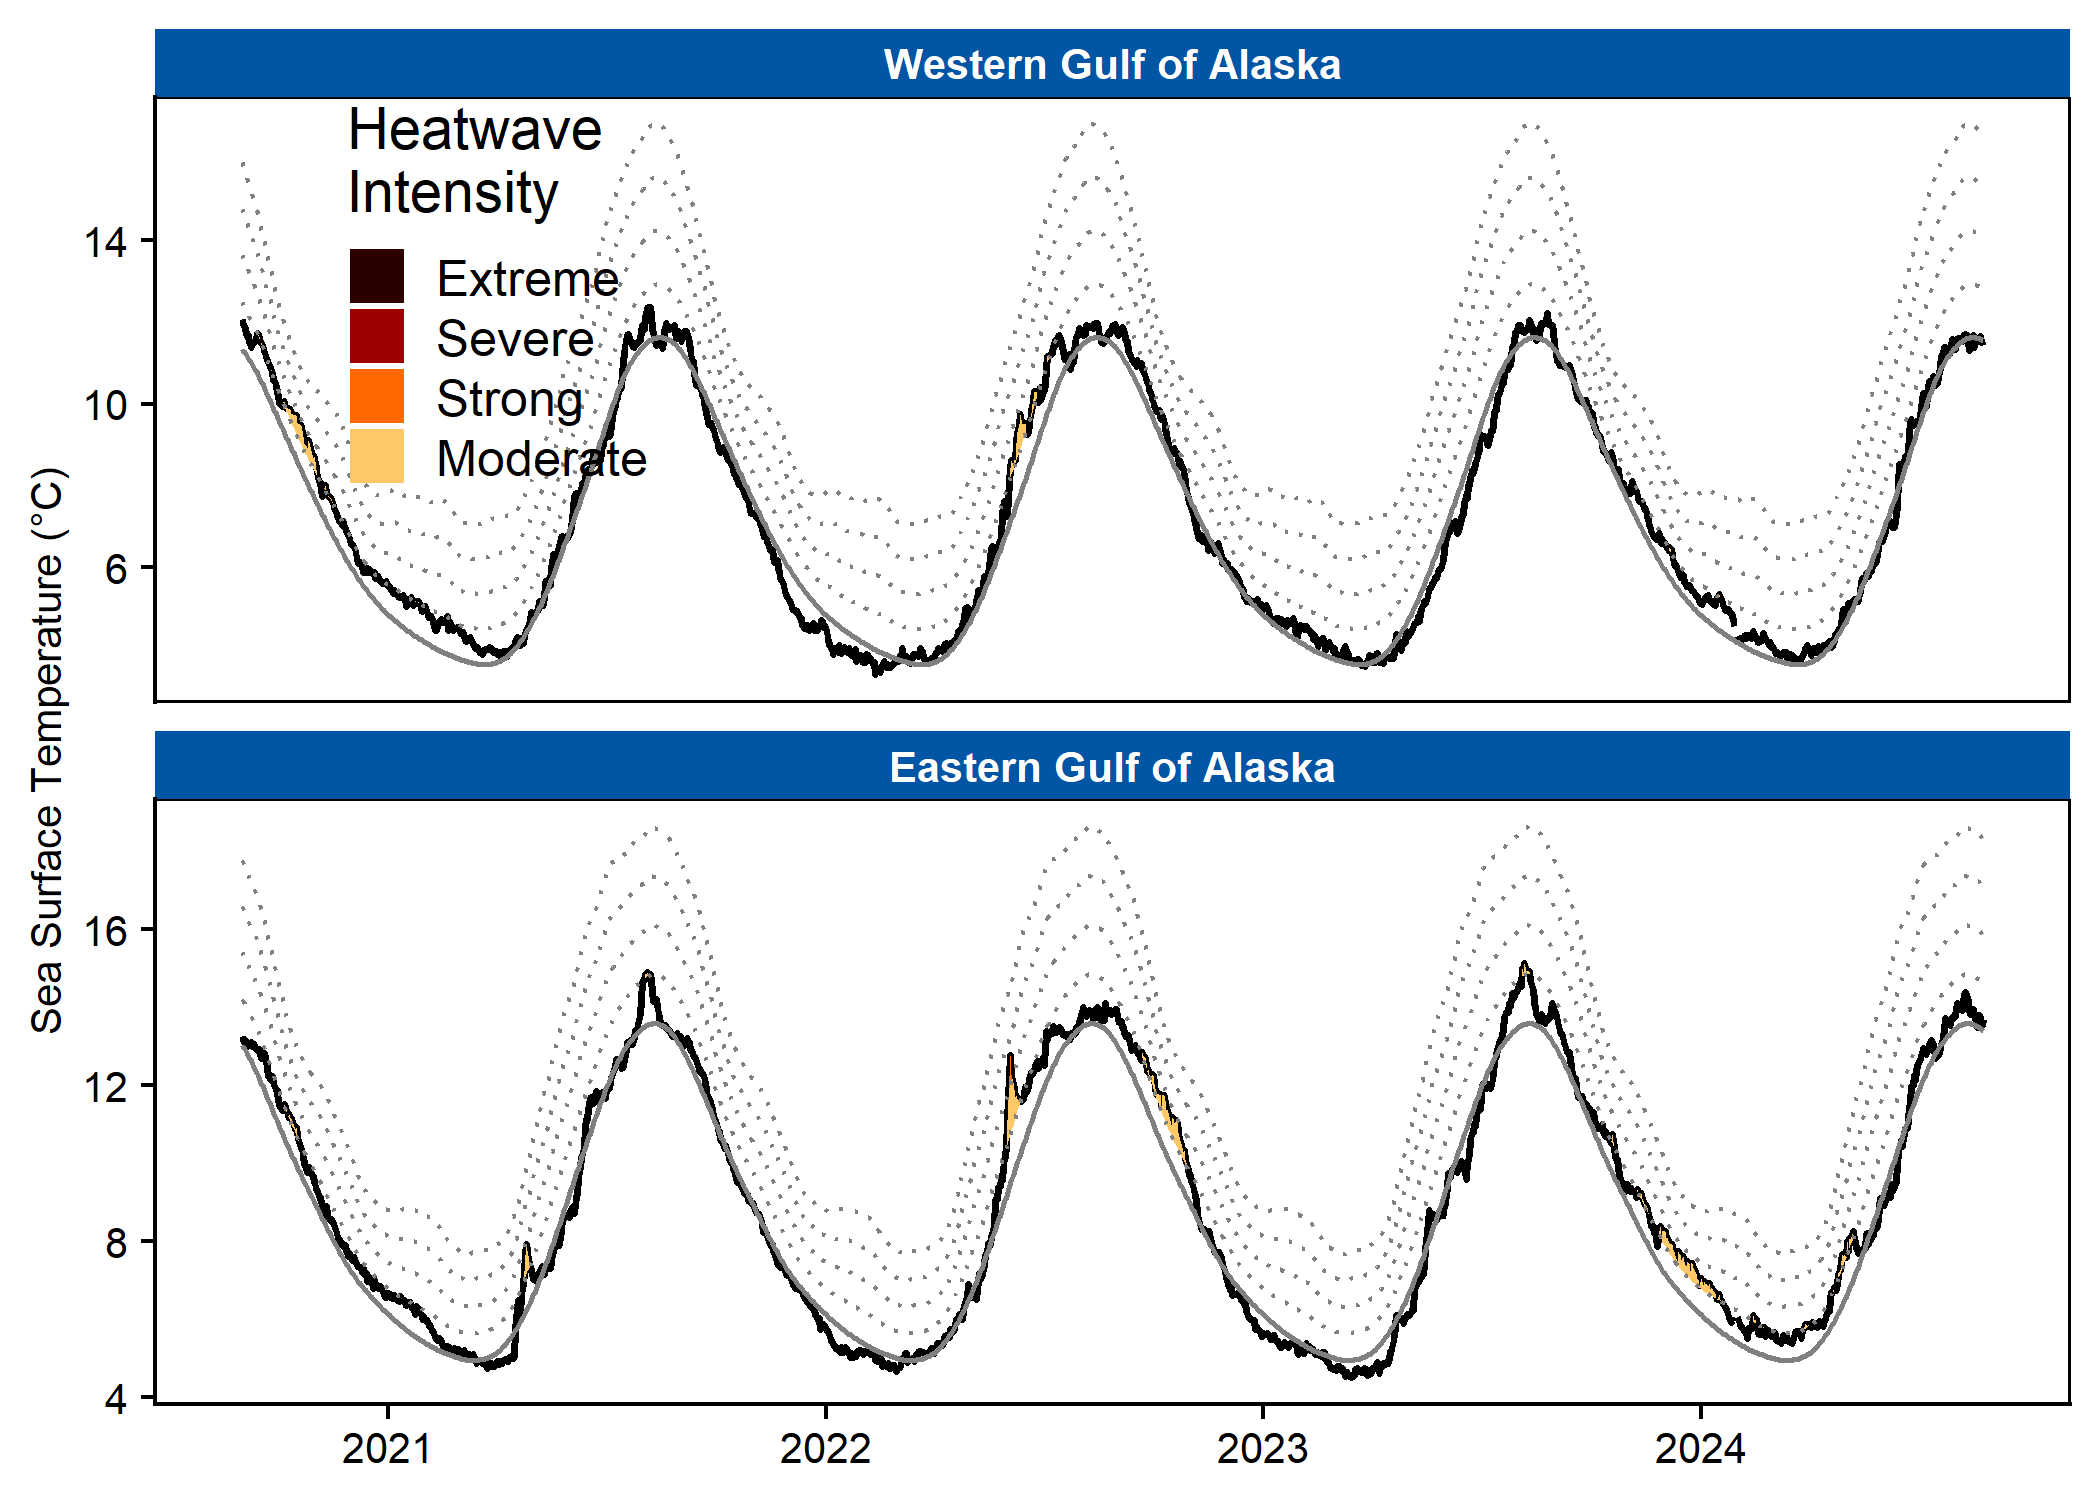 Western Gulf of Alaska
Heatwave
Intensity
Extreme
Severe
Strong
Moderate
14
10
6
Sea Surface Temperature (°C)
Eastern Gulf of Alaska
16
12
8
4
2021
2022
2023
2024